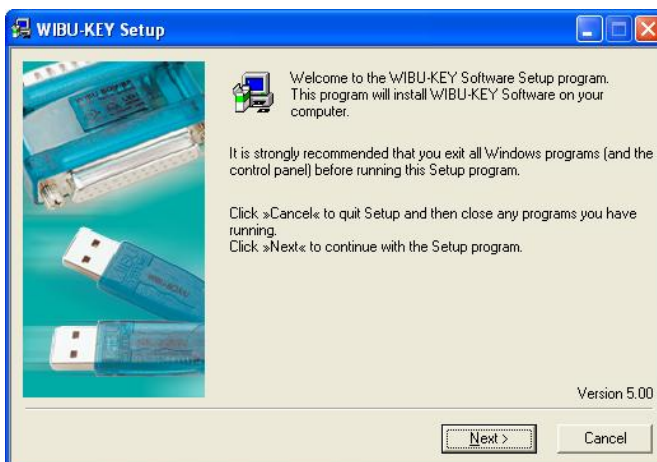 WIBU-KEY Setup
Welcome to the WIBU-KEY Software Setup program.
This program will install WIBU-KEY Software on your
computer.
It is strongly recommended that you exit all Windows programs (and the
control panel) before running this Setup program.
Click »Cancel« to quit Setup and then close any programs you have
running.
Click »Next« to continue with the Setup program.
Version 5.00
Next >
Cancel